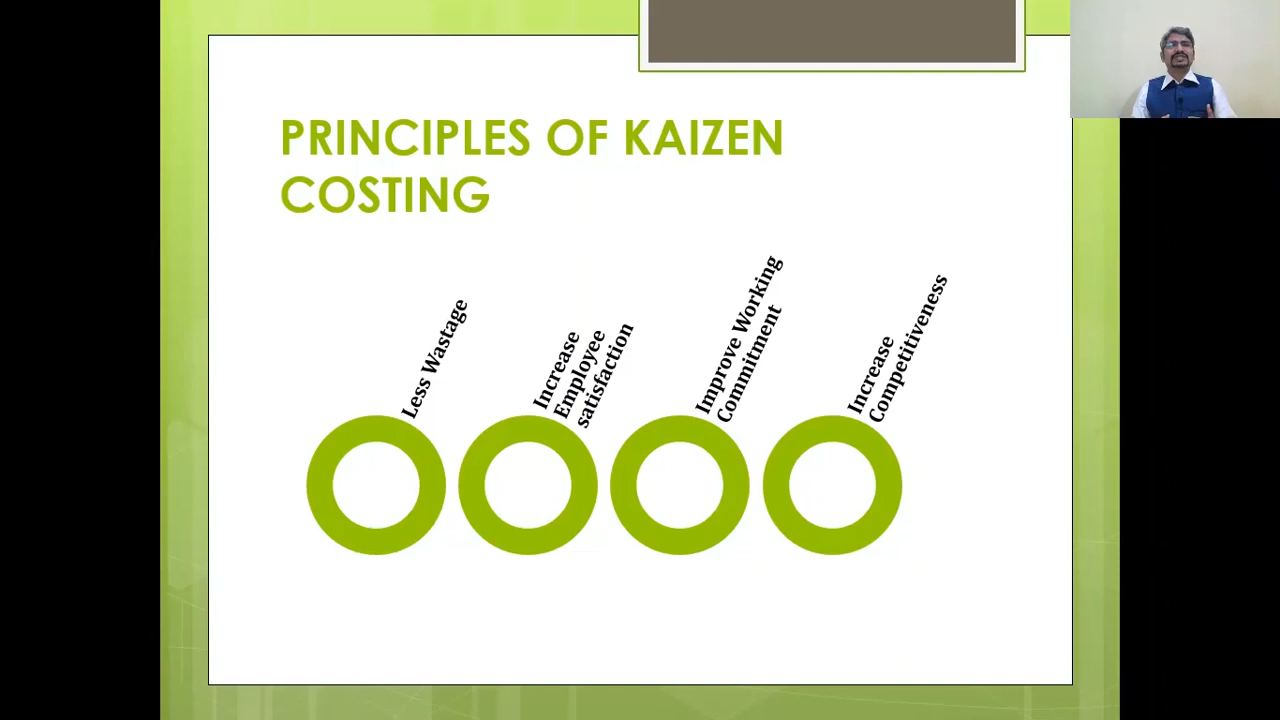 PRINCIPLES OF KAIZEN
COSTING
Less Wastage
Increase
Employee
satisfaction
Improve Working
Commitment
Increase
Competitiveness